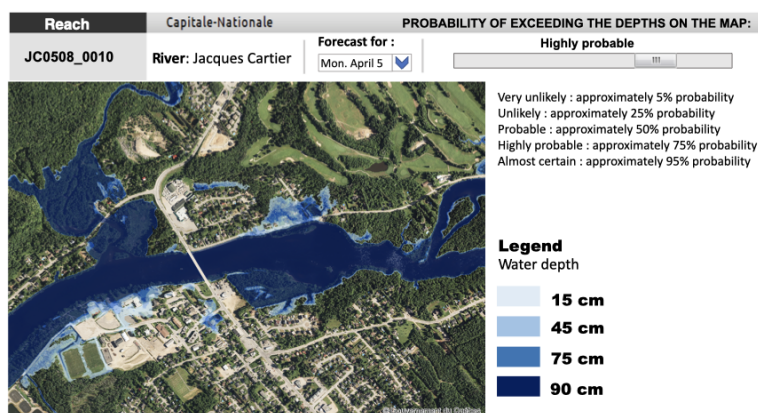 Reach
Capitale-Nationale
PROBABILITY OF EXCEEDING THE DEPTHS ON THE MAP:
JC0508_0010
River: Jacques Cartier
Forecast for :
Mon. April 5
Highly probable
Very unlikely : approximately 5% probability
Unlikely : approximately 25% probability
Probable : approximately 50% probability
Highly probable : approximately 75% probability
Almost certain : approximately 95% probability
Legend
Water depth
15 cm
45 cm
75 cm
90 cm